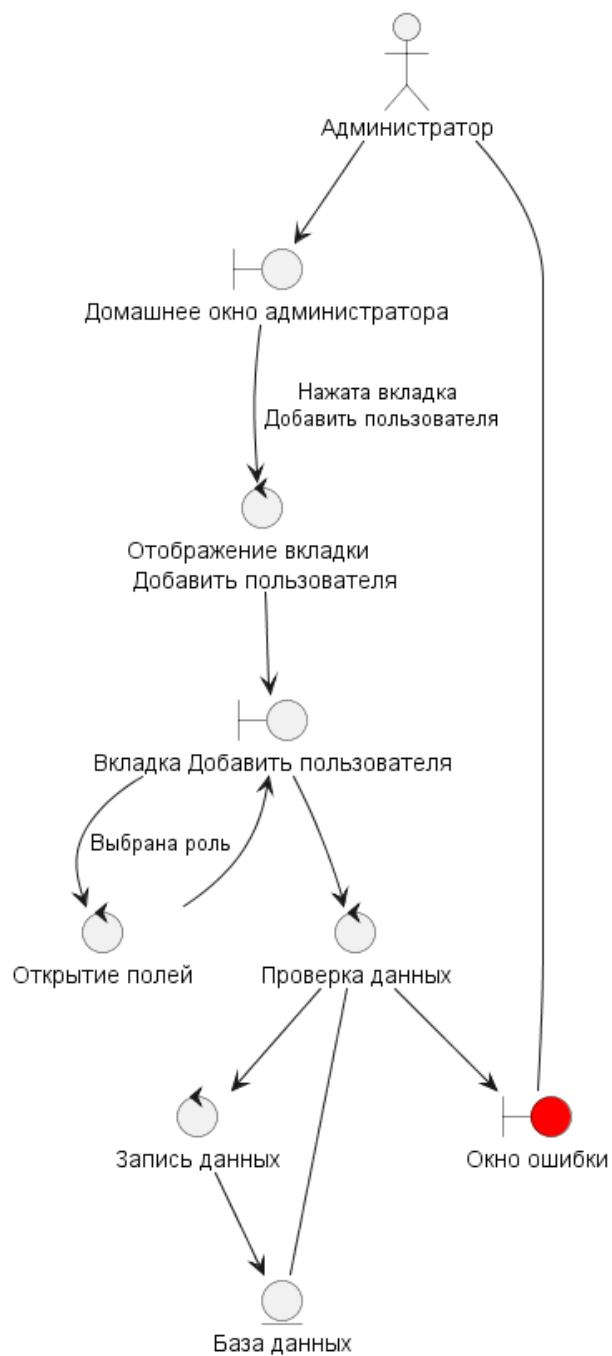 Администратор
Домашнее окно администратора
Нажата вкладка
Добавить пользователя
Отображение вкладки
Добавить пользователя
Вкладка Добавить пользователя
Выбрана роль
Открытие полей
Проверка данных
Запись данных
Окно ошибки
База данных